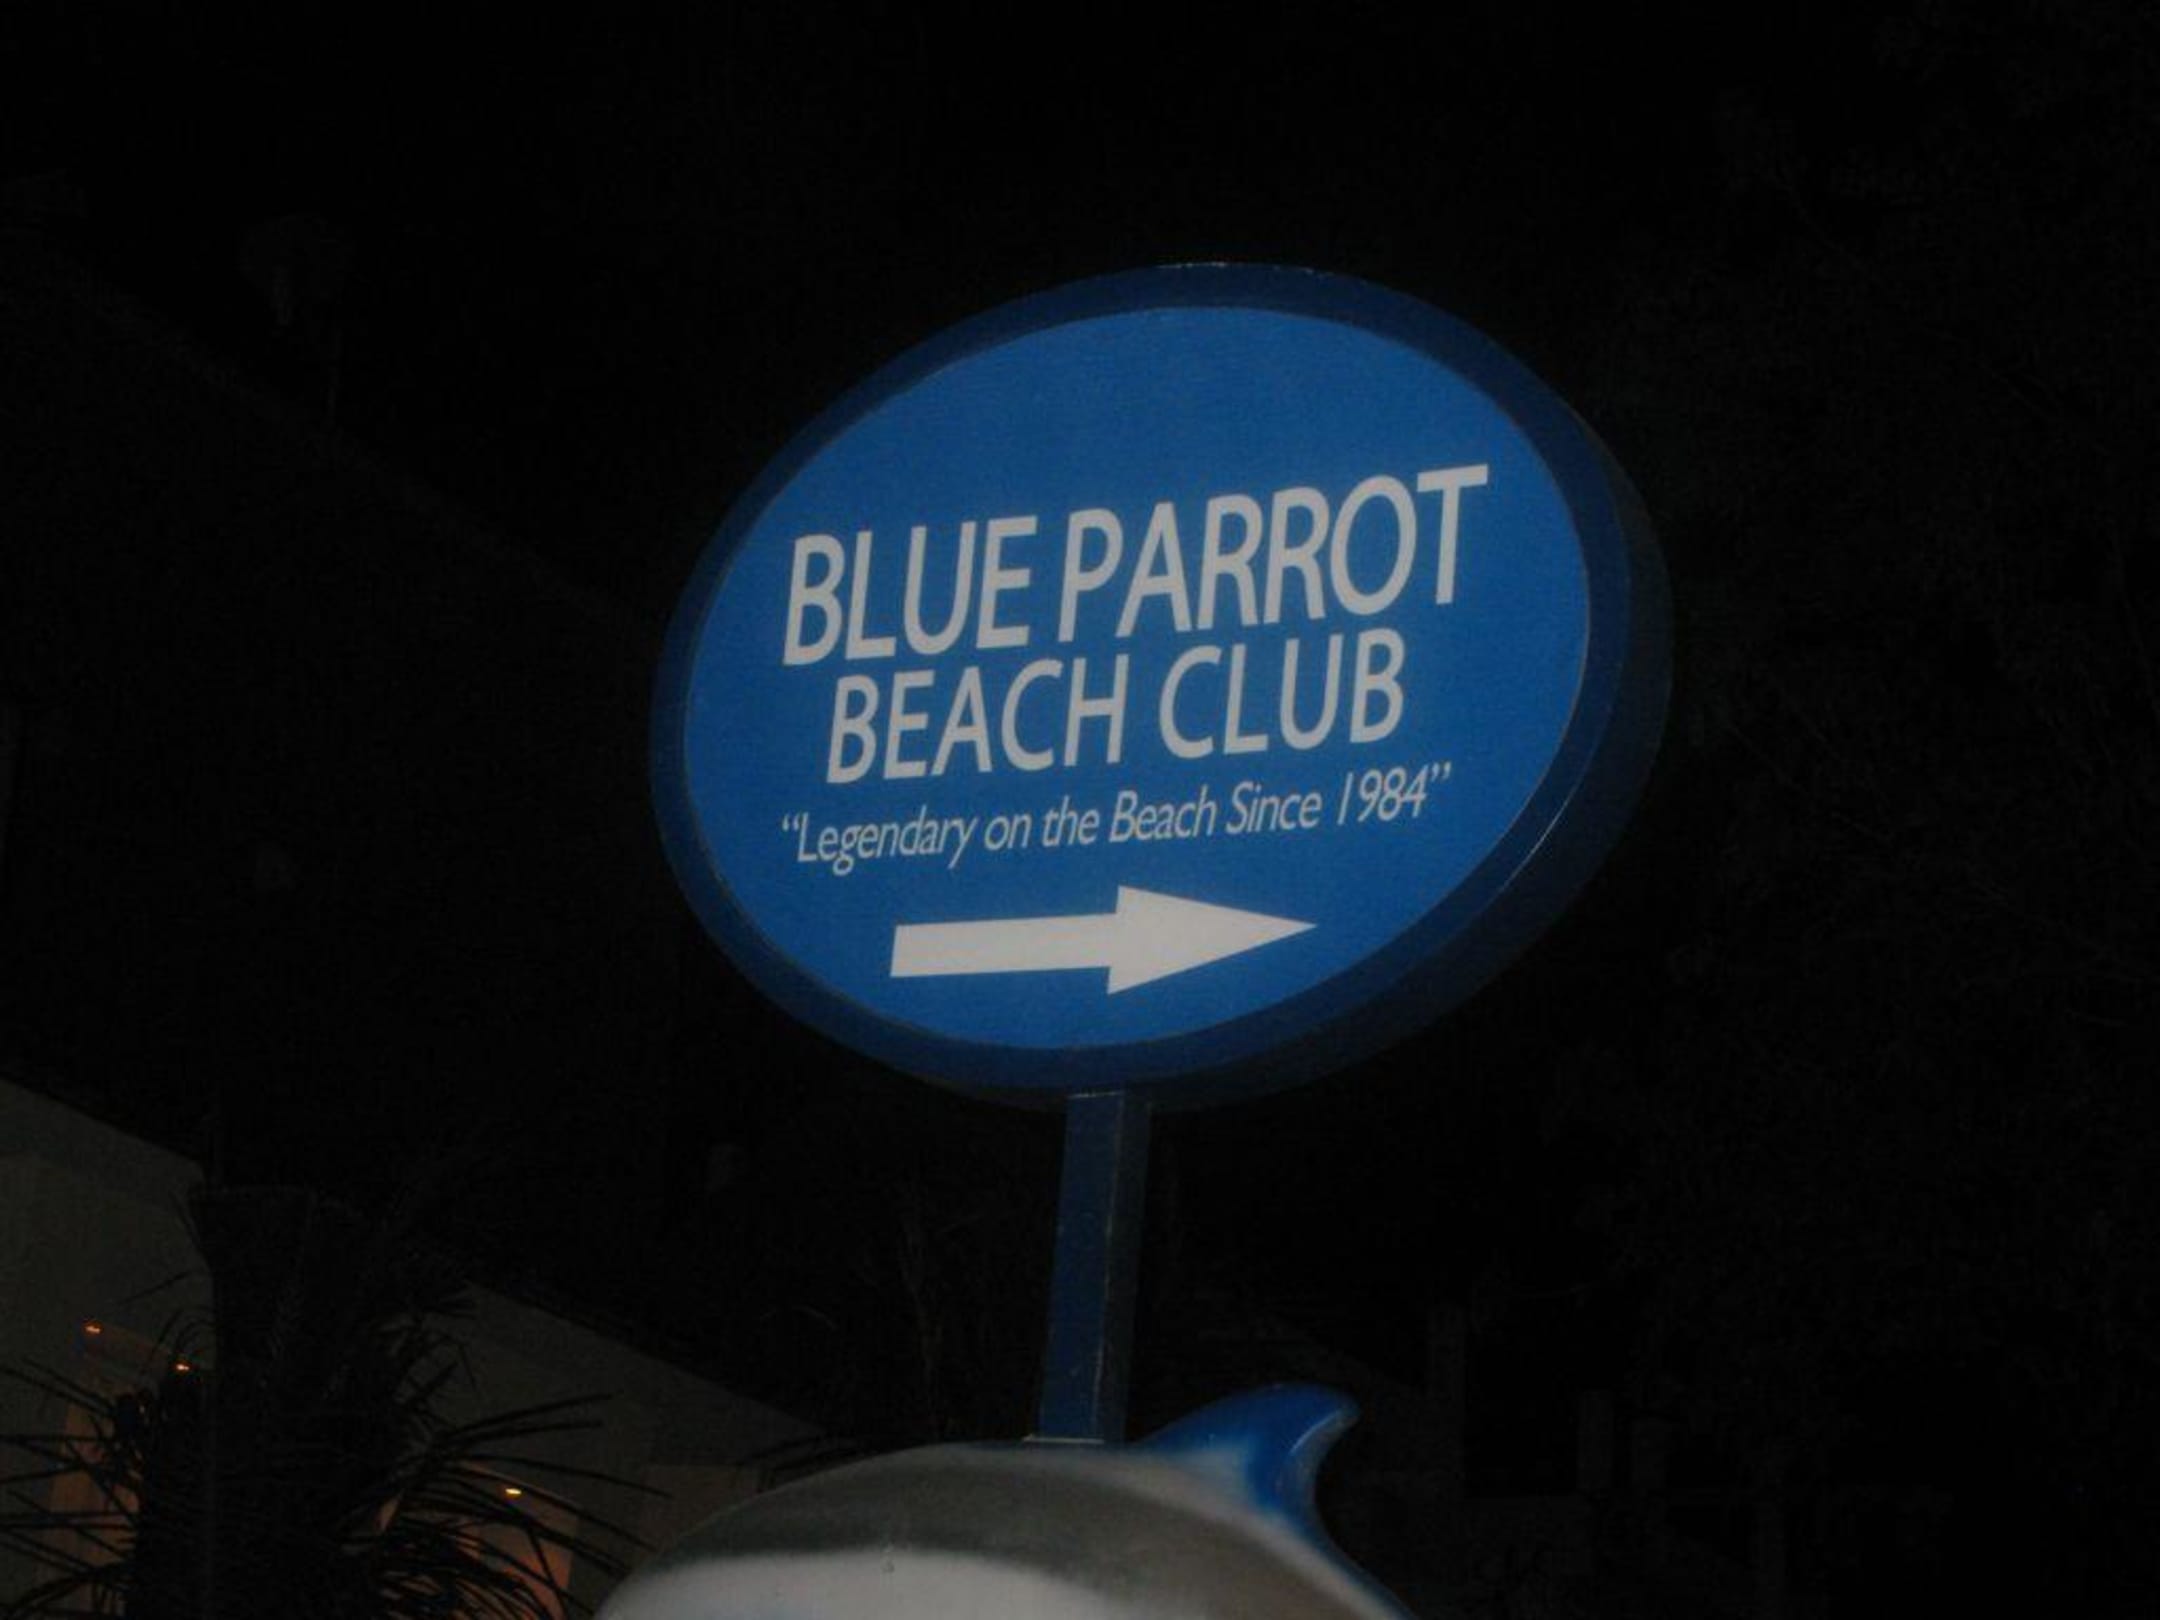 BLUE PARROT
BEACH CLUB
“Legendary on the Beach Since 1984”